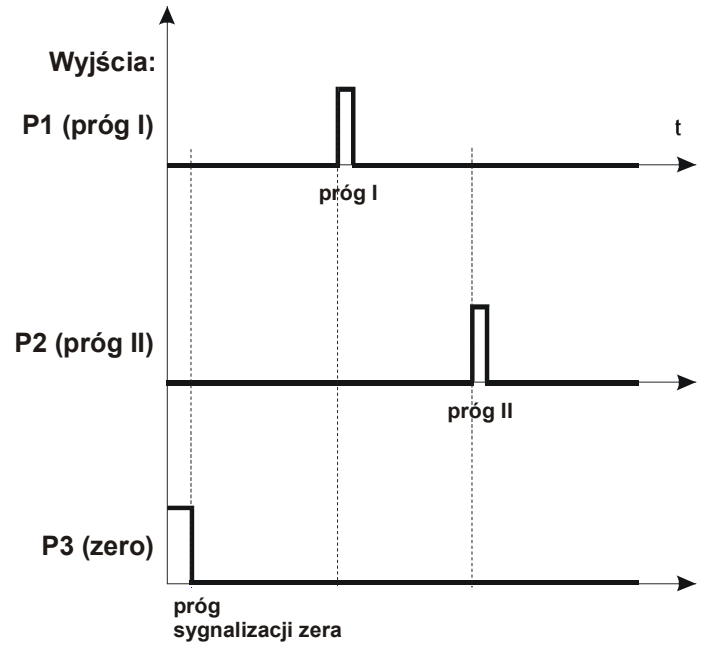 Wyjścia:
P1 (próg I)
t
próg I
P2 (próg II)
próg II
P3 (zero)
próg
sygnalizacji zera